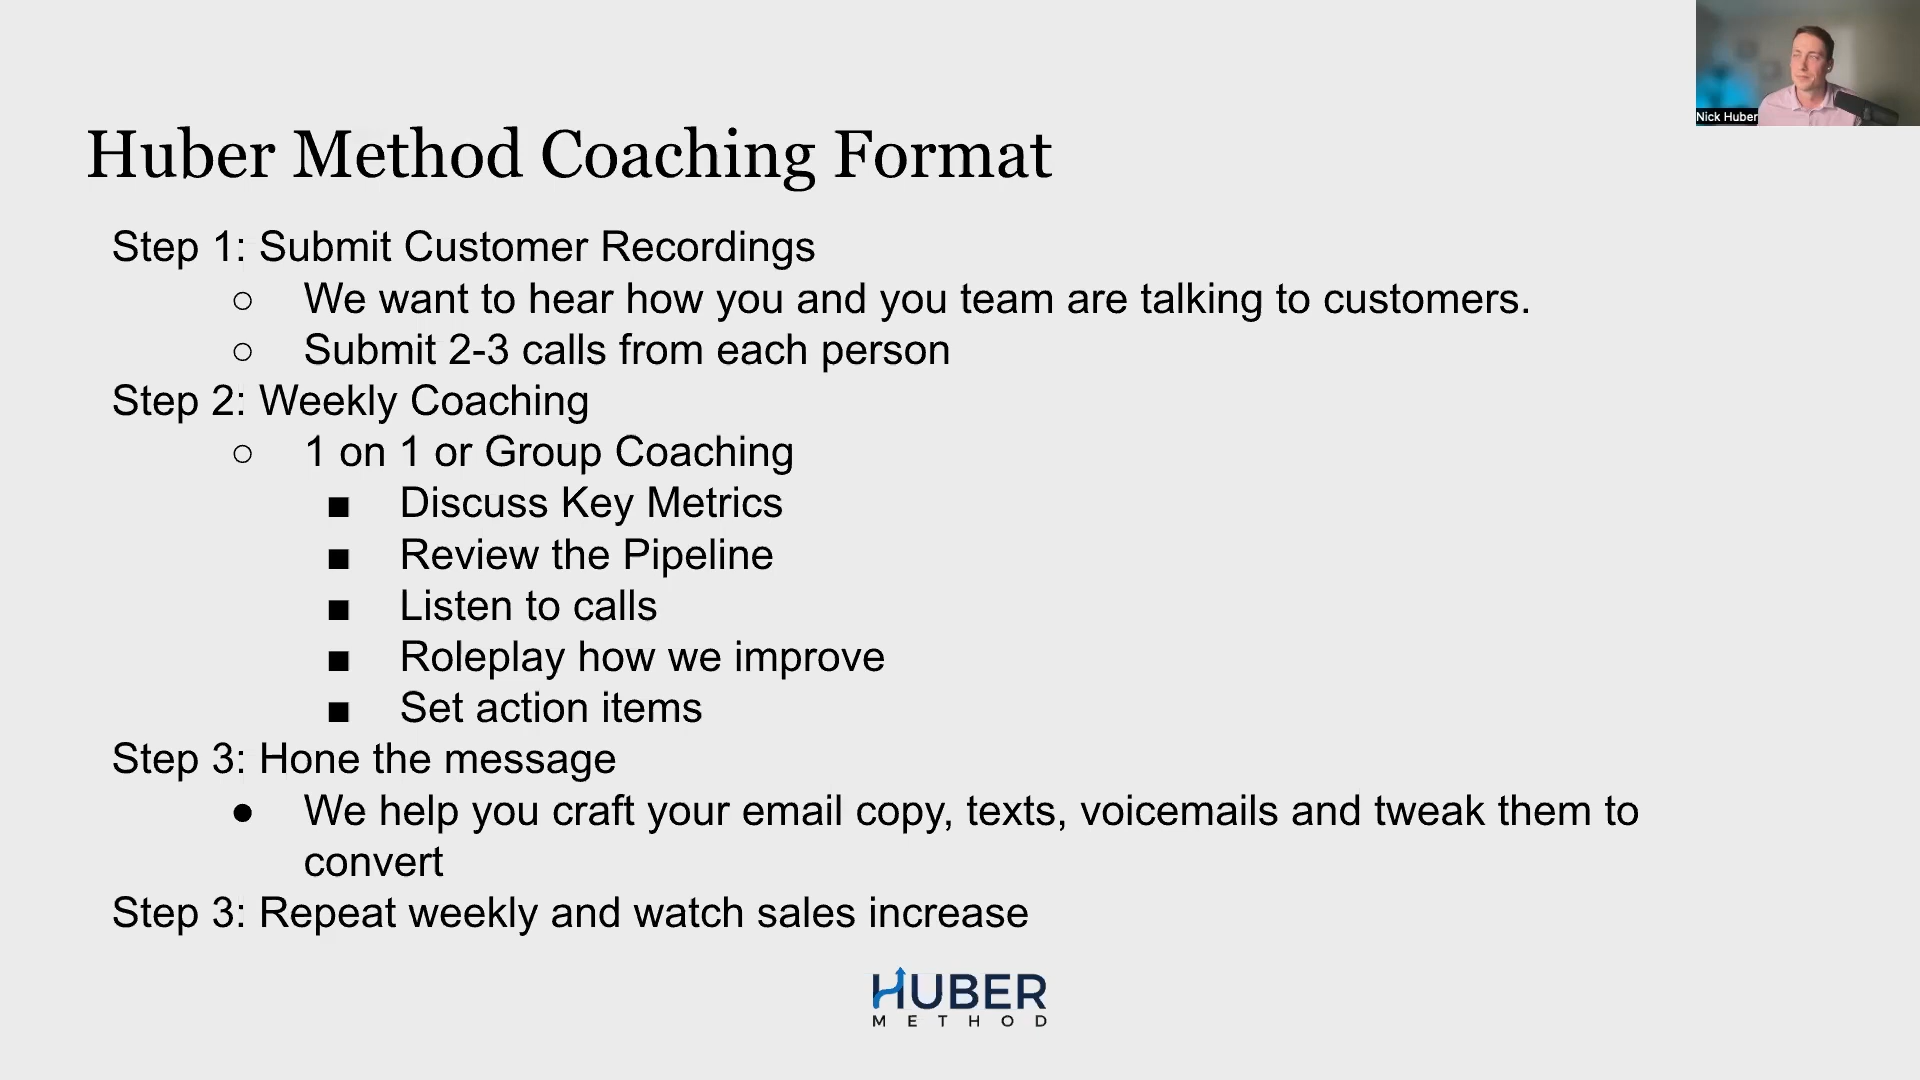 Nick Huber
Huber Method Coaching Format
Step 1: Submit Customer Recordings
○ We want to hear how you and you team are talking to customers.
○ Submit 2-3 calls from each person
Step 2: Weekly Coaching
○ 1 on 1 or Group Coaching
■ Discuss Key Metrics
■ Review the Pipeline
■ Listen to calls
■ Roleplay how we improve
■ Set action items
Step 3: Hone the message
● We help you craft your email copy, texts, voicemails and tweak them to
convert
Step 3: Repeat weekly and watch sales increase
HUBER
METHOD